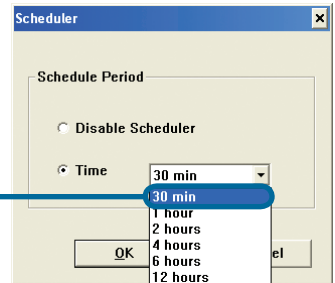 Scheduler
Schedule Period
Disable Scheduler
Time
30 min
30 min
1 hour
2 hours
4 hours
6 hours
12 hours
OK
el